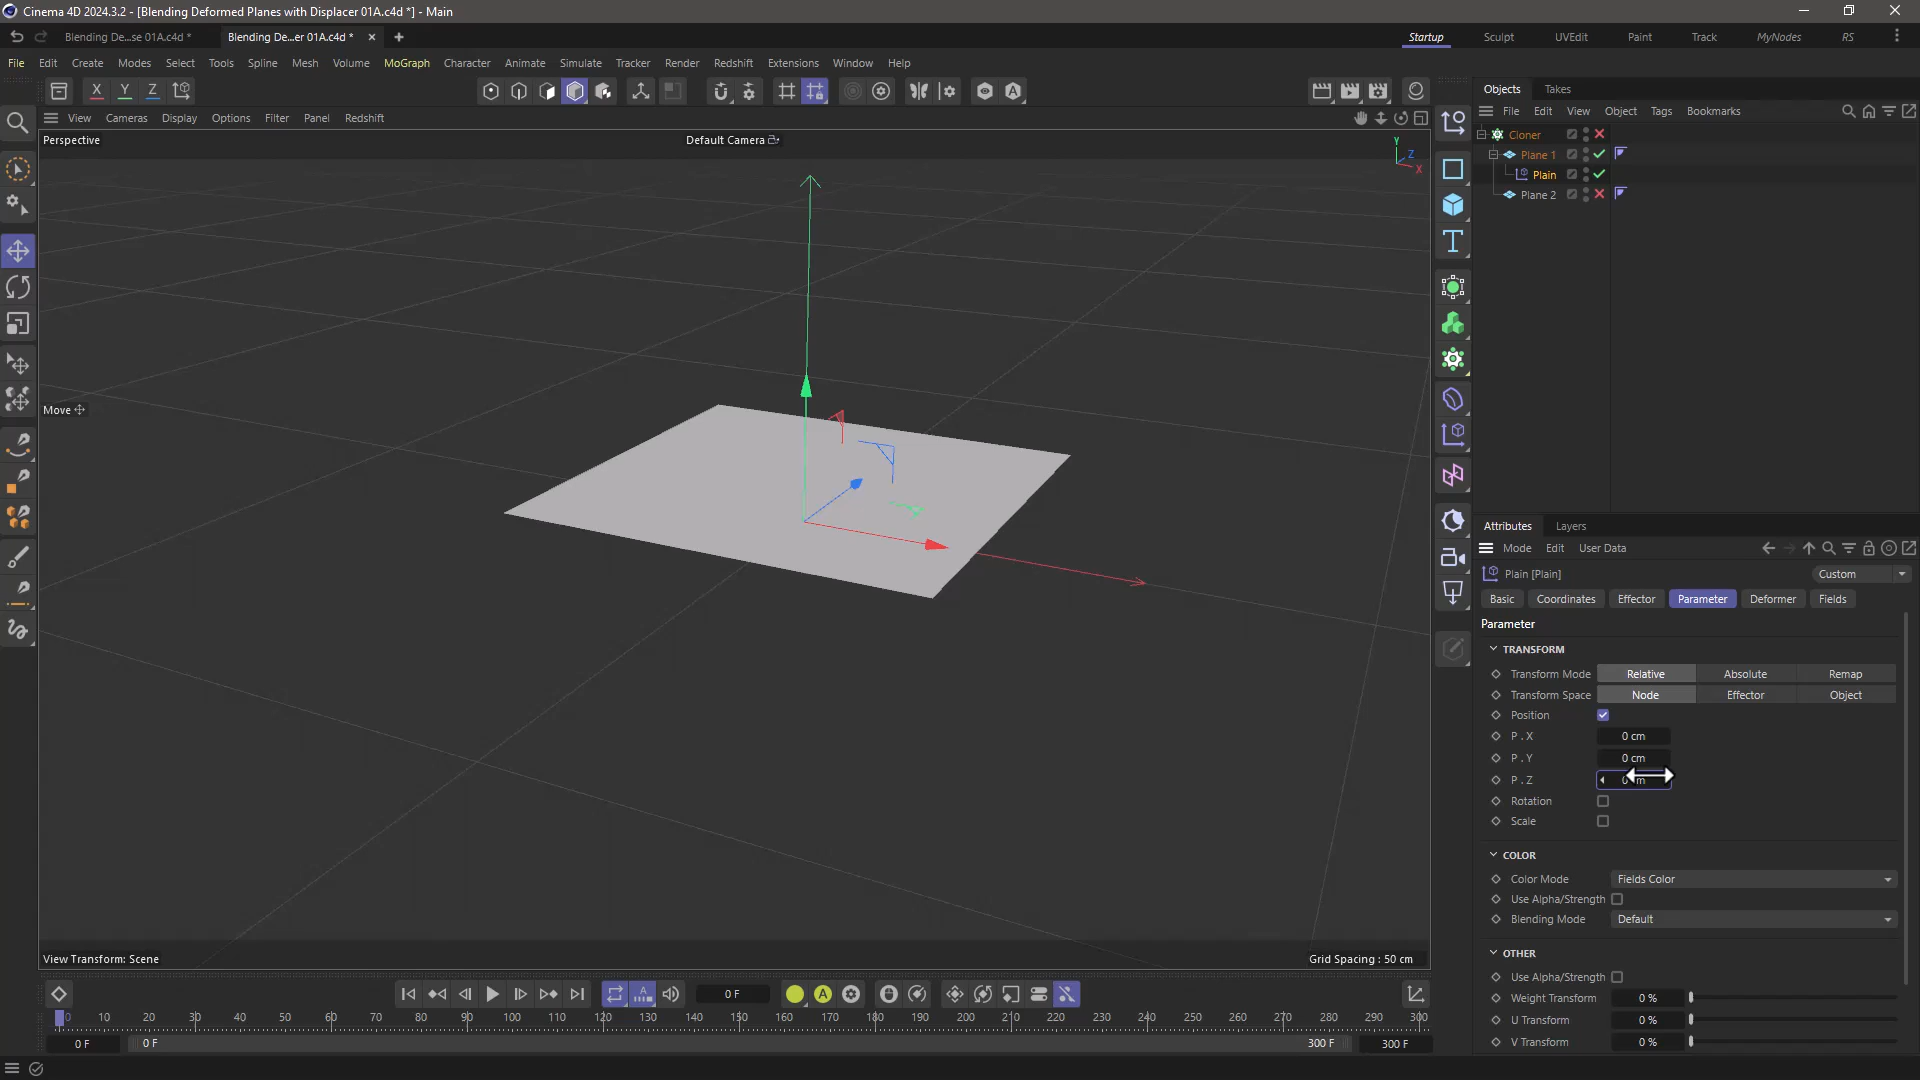 Cinema 4D 2024.3.2 - [Blending Deformed Planes with Displacer 01A.c4d *] - Main
Blending De...se 01A.c4d *
Blending De...er 01A.c4d *
Startup
Sculpt
UVEdit
Paint
Track
MyNodes
RS
File
Edit
Create
Modes
Select
Tools
Spline
Mesh
Volume
MoGraph
Character
Animate
Simulate
Tracker
Render
Redshift
Extensions
Window
Help
X
Y
Z
View
Cameras
Display
Options
Filter
Panel
Redshift
Perspective
Default Camera
Y
Z
X
Move
View Transform: Scene
Grid Spacing : 50 cm
Objects
Takes
File
Edit
View
Object
Tags
Bookmarks
Cloner
Plane 1
Plain
Plane 2
Attributes
Layers
Mode
Edit
User Data
Plain [Plain]
Custom
Basic
Coordinates
Effector
Parameter
Deformer
Fields
Parameter
TRANSFORM
Transform Mode
Relative
Absolute
Remap
Transform Space
Node
Effector
Object
Position
P . X
0 cm
P . Y
0 cm
P . Z
Rotation
Scale
COLOR
Color Mode
Fields Color
Use Alpha/Strength
Blending Mode
Default
OTHER
Use Alpha/Strength
Weight Transform
0 %
U Transform
0 %
V Transform
0 %
0 F
0
10
20
30
40
50
60
70
80
90
100
110
120
130
140
150
160
170
180
190
200
210
220
230
240
250
260
270
280
290
300
0 F
0 F
300 F
300 F